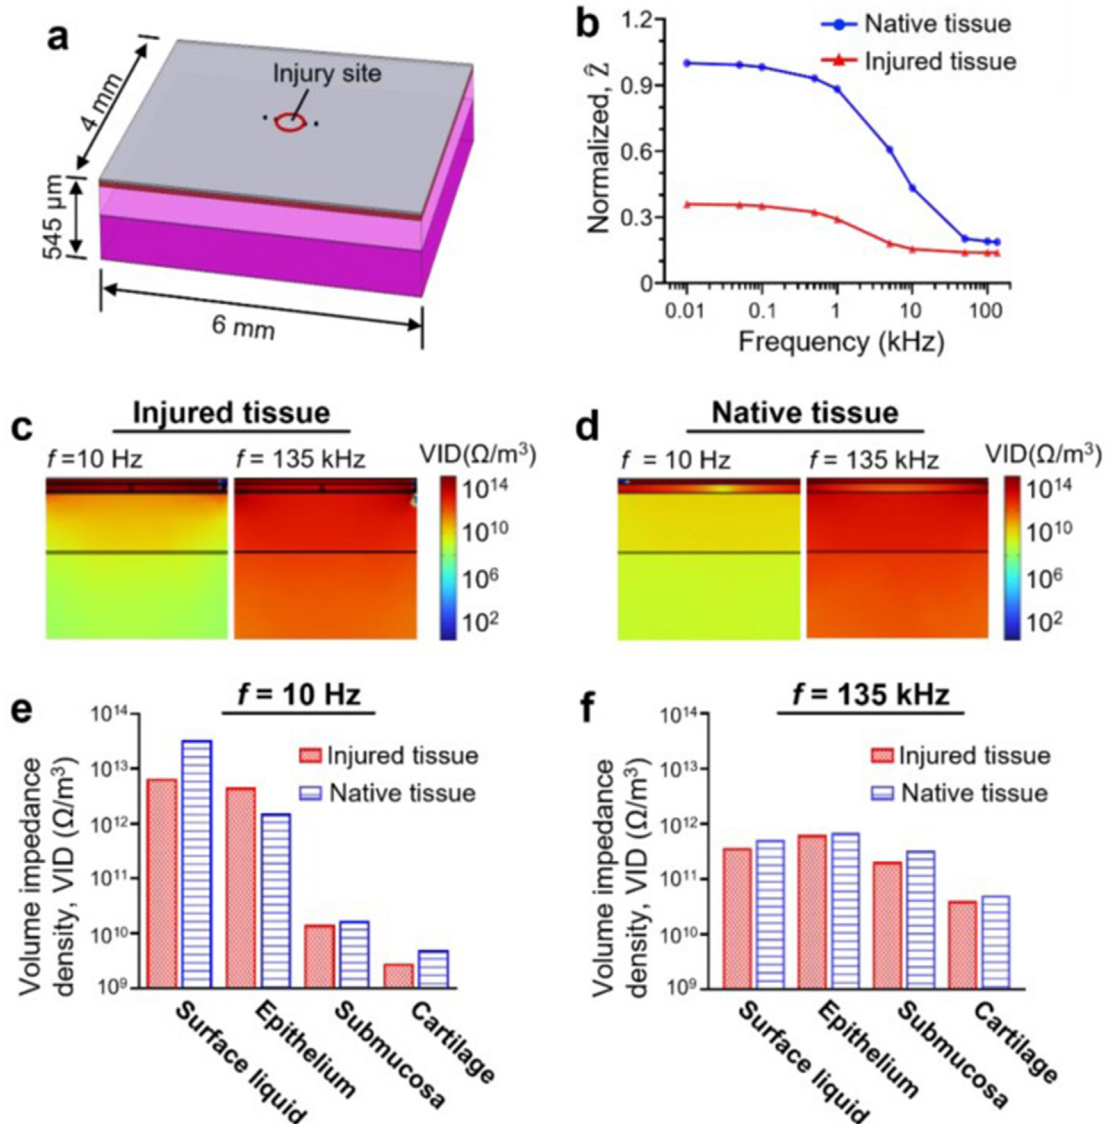 a
Injury site
4 mm
545 μm
6 mm
b
Normalized, Ẑ
1.2
0.9
0.6
0.3
0
Native tissue
Injured tissue
0.01 0.1 1 10 100
Frequency (kHz)
c
Injured tissue
f =10 Hz
f = 135 kHz
VID(Ω/m³)
10¹⁴
10¹⁰
10⁶
10²
d
Native tissue
f = 10 Hz
f = 135 kHz
VID(Ω/m³)
10¹⁴
10¹⁰
10⁶
10²
e
f = 10 Hz
Volume impedance
density, VID (Ω/m³)
10¹⁴
10¹³
10¹²
10¹¹
10¹⁰
10⁹
Injured tissue
Native tissue
Surface liquid
Epithelium
Submucosa
Cartilage
f
f = 135 kHz
Volume impedance
density, VID (Ω/m³)
10¹⁴
10¹³
10¹²
10¹¹
10¹⁰
10⁹
Injured tissue
Native tissue
Surface liquid
Epithelium
Submucosa
Cartilage